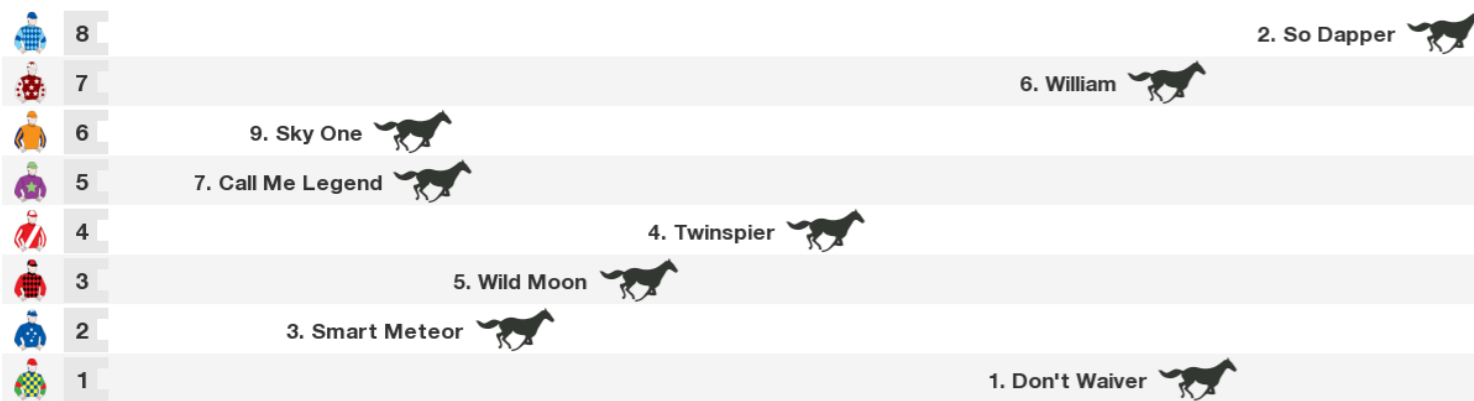 8 2. So Dapper
7 6. William
6 9. Sky One
5 7. Call Me Legend
4 4. Twinspier
3 5. Wild Moon
2 3. Smart Meteor
1 1. Don't Waiver